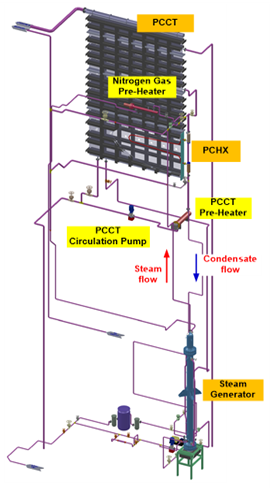 PCCT
Nitrogen Gas
Pre-Heater
PCHX
PCCT
Pre-Heater
PCCT
Circulation Pump
Condensate
flow
Steam
flow
Steam
Generator